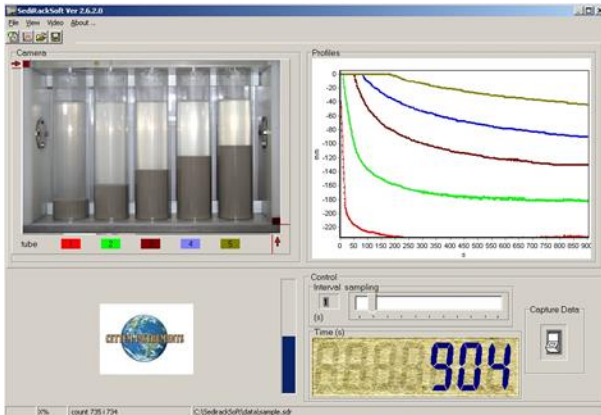 SediRackSoft Ver 2.6.2.0
File View Video About ..
Camera
Profiles
0
-20
-40
-60
-80
-100
-120
-140
-160
-180
-200
-220
mm
0 50 100 150 200 250 300 350 400 450 500 550 600 650 700 750 800 850 900
s
tube 1 2 3 4 5
Control
Interval sampling
1
(s)
Capture Data
Time (s)
904
X% count 735 i 734 C:\SedirackSoft\data\sample.sdr